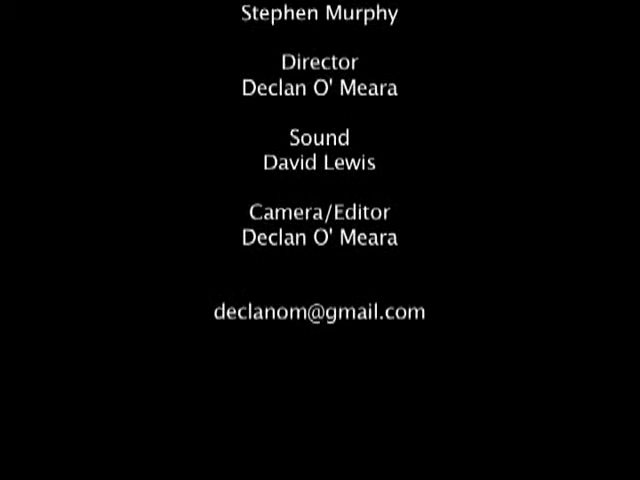 Stephen Murphy
Director
Declan O' Meara
Sound
David Lewis
Camera/Editor
Declan O' Meara
declanom@gmail.com